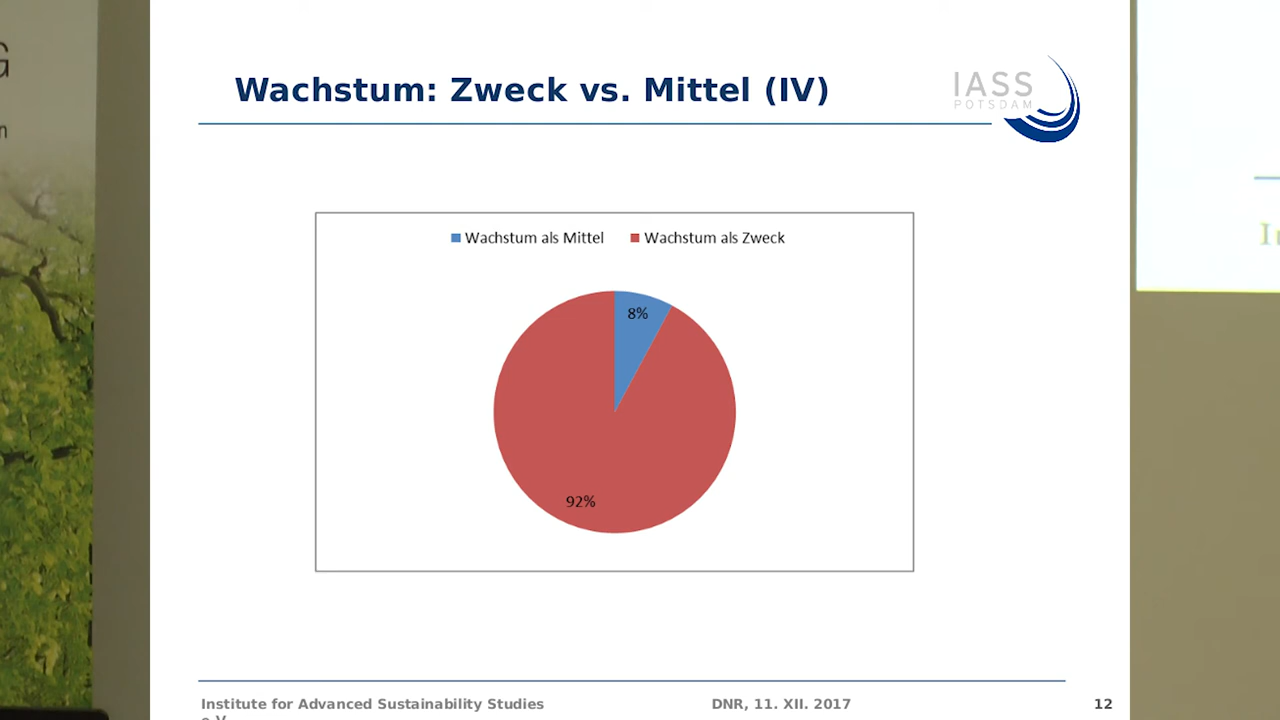 G
n
Wachstum: Zweck vs. Mittel (IV)
IASS
POTSDAM
Wachstum als Mittel Wachstum als Zweck
8%
92%
In
Institute for Advanced Sustainability Studies
e.V.
DNR, 11. XII. 2017
12